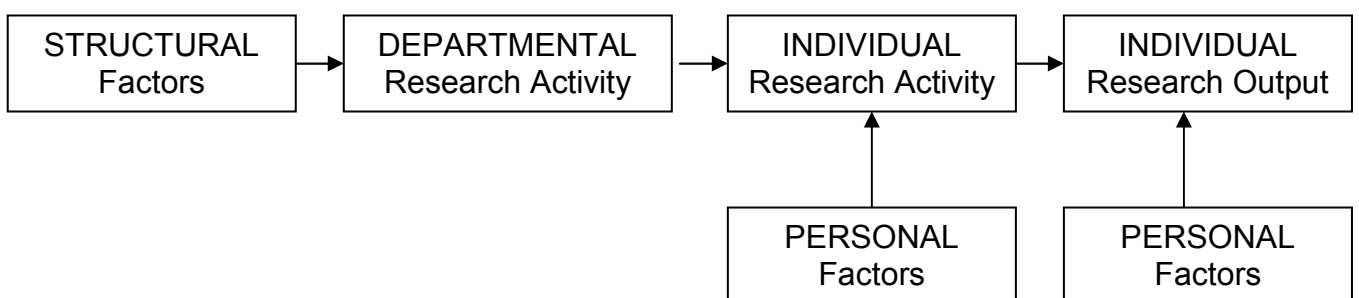 STRUCTURAL
Factors
DEPARTMENTAL
Research Activity
INDIVIDUAL
Research Activity
INDIVIDUAL
Research Output
PERSONAL
Factors
PERSONAL
Factors